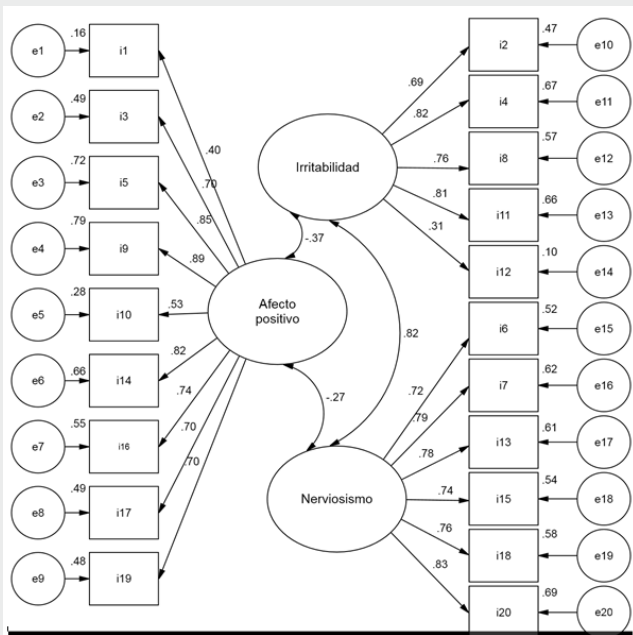 .16
e1
i1
.49
e3
i3
.72
e3
i5
.79
e4
i9
.28
e5
i10
.66
e6
i14
.55
e7
i16
.49
e8
i17
.48
e9
i19
.40
.70
.85
.89
.53
.82
.74
.70
.70
Afecto
positivo
Irritabilidad
Nerviosismo
-.37
.82
-.27
.69
.82
.76
.81
.31
.72
.79
.78
.74
.76
.83
i2
.47
e10
i4
.67
e11
i8
.57
e12
i11
.66
e13
i12
.10
e14
i6
.52
e15
i7
.62
e16
i13
.61
e17
i15
.54
e18
i18
.58
e19
i20
.69
e20